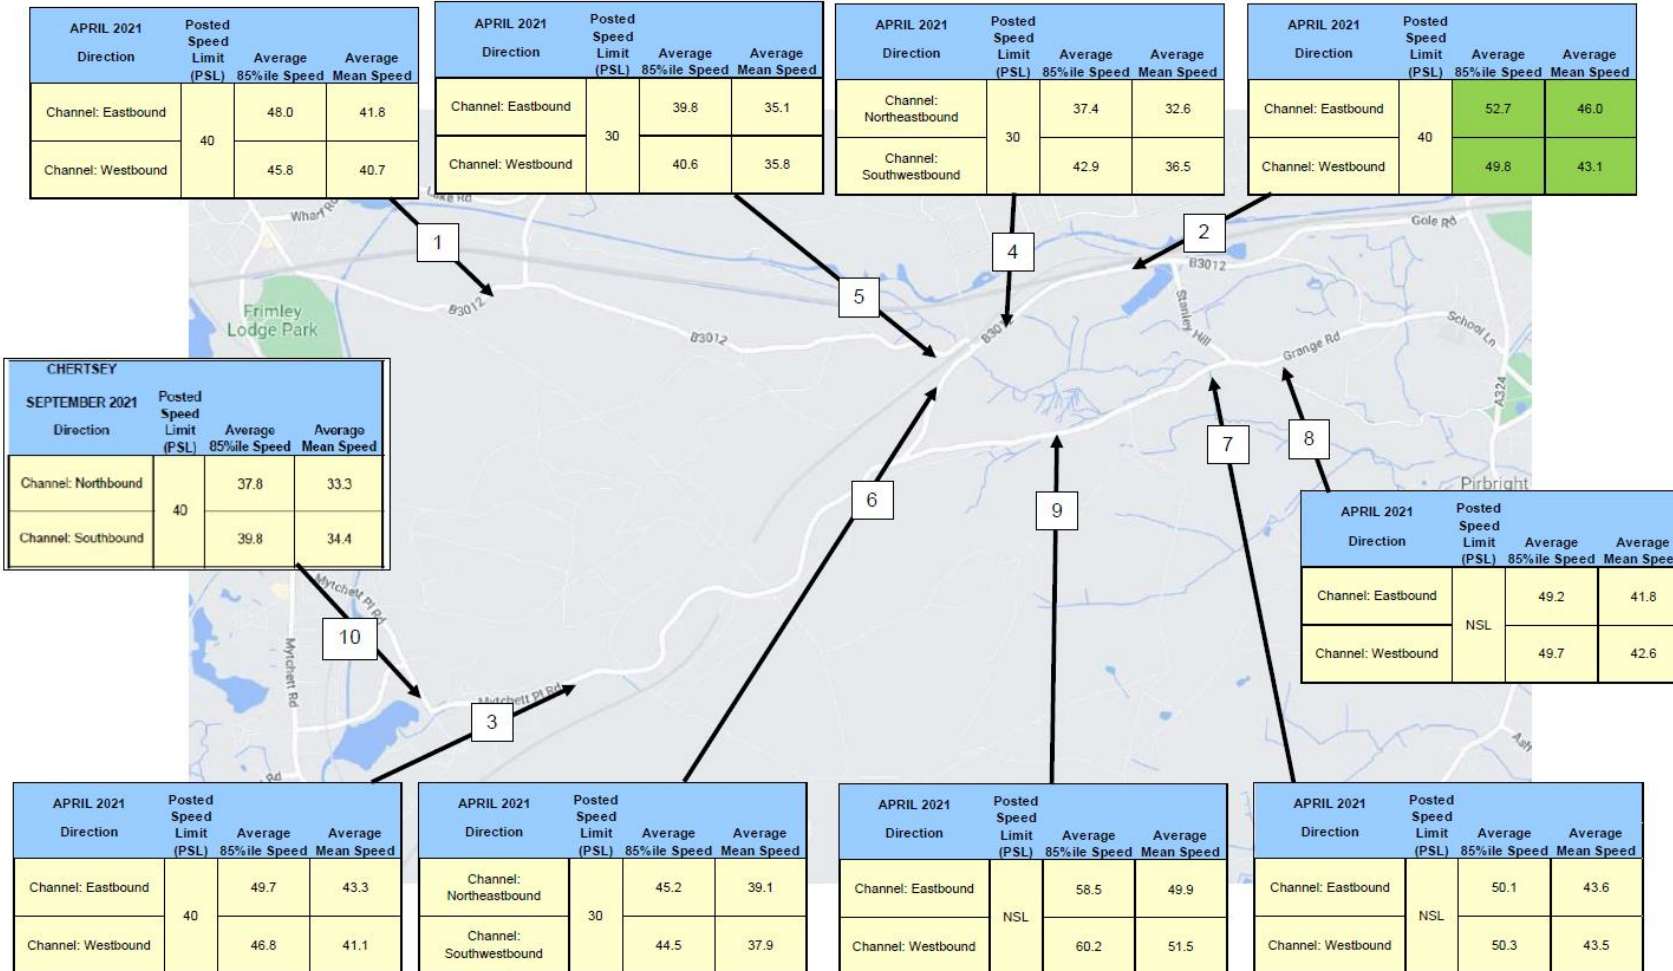 APRIL 2021 Direction Posted Speed Limit (PSL) Average 85%ile Speed Average Mean Speed
Channel: Eastbound 40 48.0 41.8
Channel: Westbound 45.8 40.7
APRIL 2021 Direction Posted Speed Limit (PSL) Average 85%ile Speed Average Mean Speed
Channel: Eastbound 30 39.8 35.1
Channel: Westbound 40.6 35.8
APRIL 2021 Direction Posted Speed Limit (PSL) Average 85%ile Speed Average Mean Speed
Channel: Northeastbound 30 37.4 32.6
Channel: Southwestbound 42.9 36.5
APRIL 2021 Direction Posted Speed Limit (PSL) Average 85%ile Speed Average Mean Speed
Channel: Eastbound 40 52.7 46.0
Channel: Westbound 49.8 43.1
Lake Rd
Wharf Rd
1
5
4
2
Gole Rd
B3012
B3012
B3012
Frimley
Lodge Park
Stanley Hill
Grange Rd
School Ln
A324
CHERTSEY
SEPTEMBER 2021 Direction Posted Speed Limit (PSL) Average 85%ile Speed Average Mean Speed
Channel: Northbound 40 37.8 33.3
Channel: Southbound 39.8 34.4
6
9
7
8
Pirbright
APRIL 2021 Direction Posted Speed Limit (PSL) Average 85%ile Speed Average Mean Spee
Channel: Eastbound NSL 49.2 41.8
Channel: Westbound 49.7 42.6
Mytchett Pl Rd
10
Mytchett Rd
Mytchett Pl Rd
3
Rd
APRIL 2021 Direction Posted Speed Limit (PSL) Average 85%ile Speed Average Mean Speed
Channel: Eastbound 40 49.7 43.3
Channel: Westbound 46.8 41.1
APRIL 2021 Direction Posted Speed Limit (PSL) Average 85%ile Speed Average Mean Speed
Channel: Northeastbound 30 45.2 39.1
Channel: Southwestbound 44.5 37.9
APRIL 2021 Direction Posted Speed Limit (PSL) Average 85%ile Speed Average Mean Speed
Channel: Eastbound NSL 58.5 49.9
Channel: Westbound 60.2 51.5
APRIL 2021 Direction Posted Speed Limit (PSL) Average 85%ile Speed Average Mean Speed
Channel: Eastbound NSL 50.1 43.6
Channel: Westbound 50.3 43.5